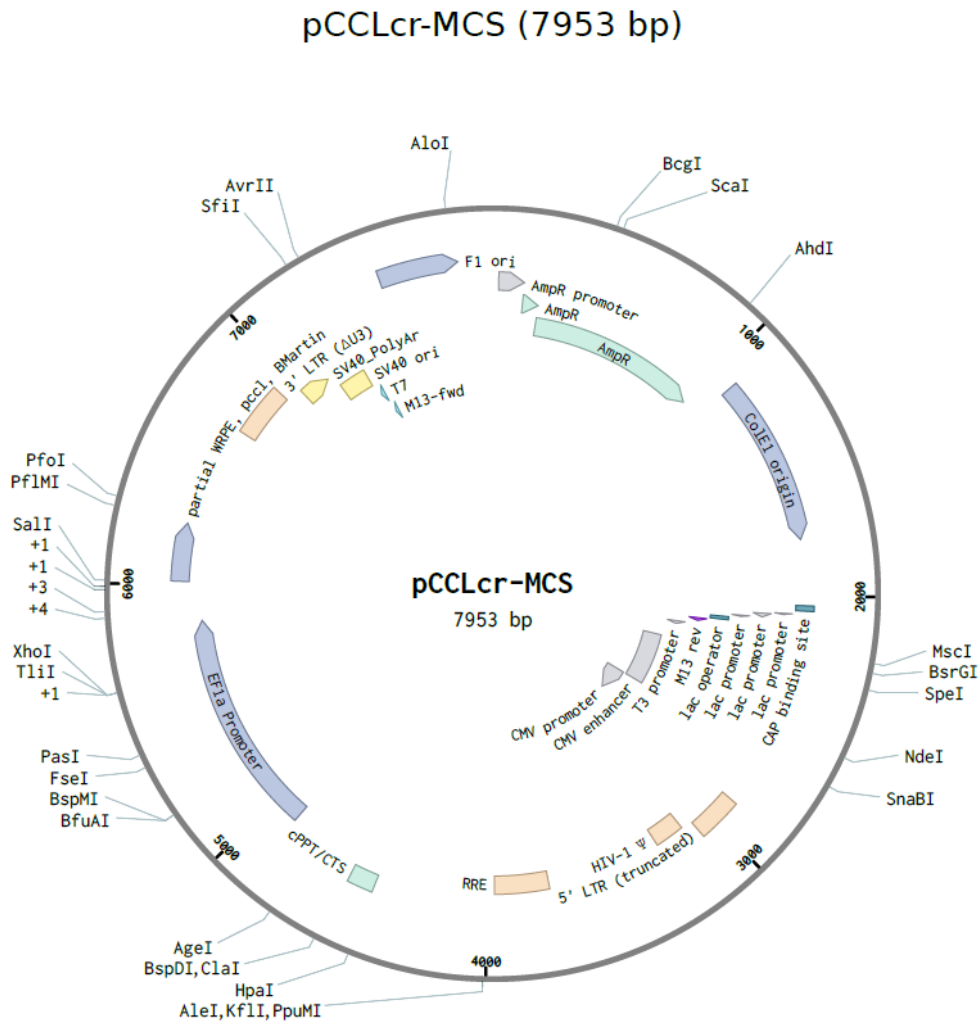 pCCLcr-MCS (7953 bp)
AloI
BcgI
ScaI
AvrII
SfiI
AhdI
F1 ori
AmpR promoter
AmpR
AmpR
7000
1000
partial WRPE, pccl, BMartin
3' LTR (ΔU3)
SV40_PolyAr
SV40 ori
T7
M13-fwd
ColE1 origin
PfoI
PflMI
SalI
+1
+1
+3
+4
6000
2000
pCCLcr-MCS
7953 bp
XhoI
TliI
+1
MscI
BsrGI
SpeI
CMV promoter
CMV enhancer
T3 promoter
M13 rev
lac operator
lac promoter
lac promoter
lac promoter
CAP binding site
EF1a Promoter
PasI
FseI
BspMI
BfuAI
NdeI
SnaBI
5000
3000
cPPT/CTS
RRE
HIV-1 Ψ
5' LTR (truncated)
AgeI
BspDI,ClaI
HpaI
AleI,KflI,PpuMI
4000